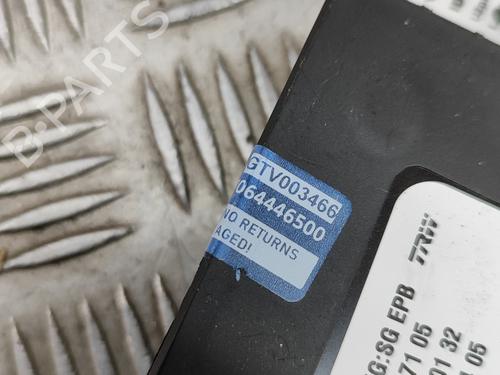 B-PARTS
GTV003466
064446500
NO RETURNS
AGED!
TRW
G:SG EPB
71 05
01 32
05